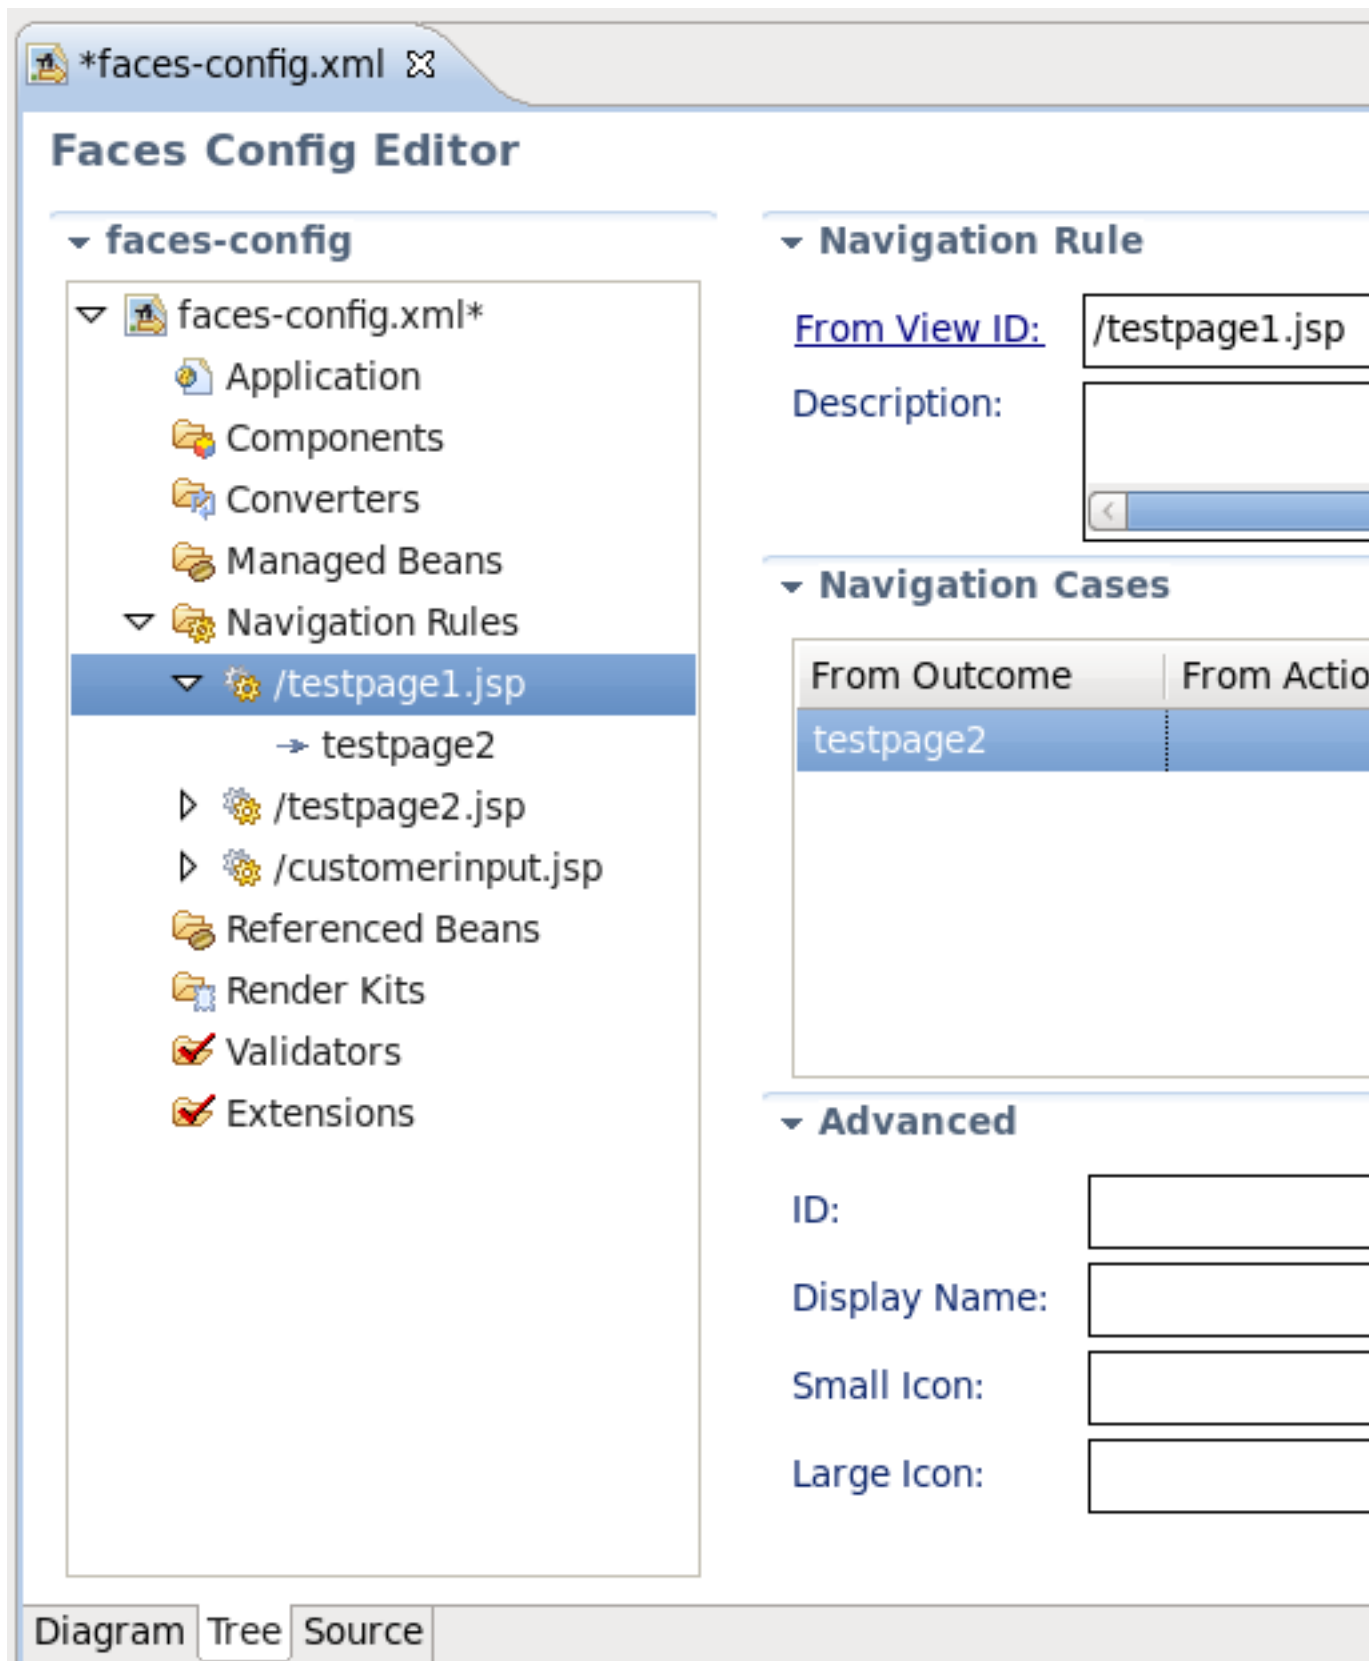 *faces-config.xml
Faces Config Editor
faces-config
faces-config.xml*
Application
Components
Converters
Managed Beans
Navigation Rules
/testpage1.jsp
testpage2
/testpage2.jsp
/customerinput.jsp
Referenced Beans
Render Kits
Validators
Extensions
Navigation Rule
From View ID: /testpage1.jsp
Description:
Navigation Cases
From Outcome From Actio
testpage2
Advanced
ID:
Display Name:
Small Icon:
Large Icon:
Diagram Tree Source